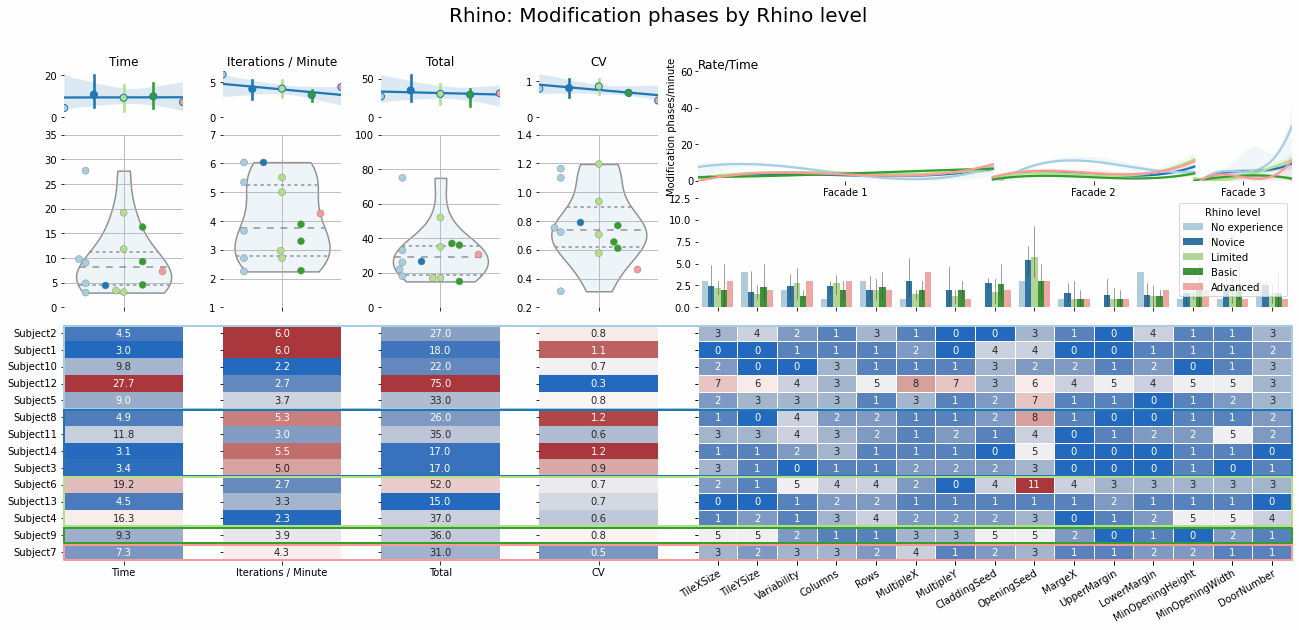 Rhino: Modification phases by Rhino level
Time
Iterations / Minute
Total
CV
Rate/Time
20
0
5
0
50
0
1
0
Modification phases/minute
60
40
20
0
Facade 1
Facade 2
Facade 3
35
30
25
20
15
10
5
0
7
6
5
4
3
2
1
100
80
60
40
20
0
1.4
1.2
1.0
0.8
0.6
0.4
0.2
12.5
10.0
7.5
5.0
2.5
0.0
Rhino level
No experience
Novice
Limited
Basic
Advanced
Subject2 4.5 6.0 27.0 0.8 3 4 2 1 3 1 0 0 3 1 0 4 1 1 3
Subject1 3.0 6.0 18.0 1.1 0 0 1 1 1 2 0 4 4 0 0 1 1 1 2
Subject10 9.8 2.2 22.0 0.7 2 0 0 3 1 1 1 3 2 2 1 2 0 1 3
Subject12 27.7 2.7 75.0 0.3 7 6 4 3 5 8 7 3 6 4 5 4 5 5 3
Subject5 9.0 3.7 33.0 0.8 2 3 3 3 1 3 1 2 7 1 1 0 1 2 3
Subject8 4.9 5.3 26.0 1.2 1 0 4 2 2 1 1 2 8 1 0 0 1 1 2
Subject11 11.8 3.0 35.0 0.6 3 3 4 3 2 1 2 1 4 0 1 2 2 5 2
Subject14 3.1 5.5 17.0 1.2 1 1 2 3 1 1 1 0 5 0 0 0 1 1 1
Subject3 3.4 5.0 17.0 0.9 3 1 0 1 1 2 2 2 3 0 0 0 1 0 1
Subject6 19.2 2.7 52.0 0.7 2 1 5 4 4 2 0 4 11 4 3 3 3 3 3
Subject13 4.5 3.3 15.0 0.7 0 0 1 2 2 1 1 1 1 1 2 1 1 1 0
Subject4 16.3 2.3 37.0 0.6 1 2 1 3 4 2 2 2 3 0 1 2 5 5 4
Subject9 9.3 3.9 36.0 0.8 5 5 2 1 1 3 3 5 5 2 0 1 0 2 1
Subject7 7.3 4.3 31.0 0.5 3 2 3 3 2 4 1 2 3 1 1 2 2 1 1
Time
Iterations / Minute
Total
CV
TileXSize
TileYSize
Variability
Columns
Rows
MultipleX
MultipleY
CladdingSeed
OpeningSeed
MargeX
UpperMargin
LowerMargin
MinOpeningHeight
MinOpeningWidth
DoorNumber